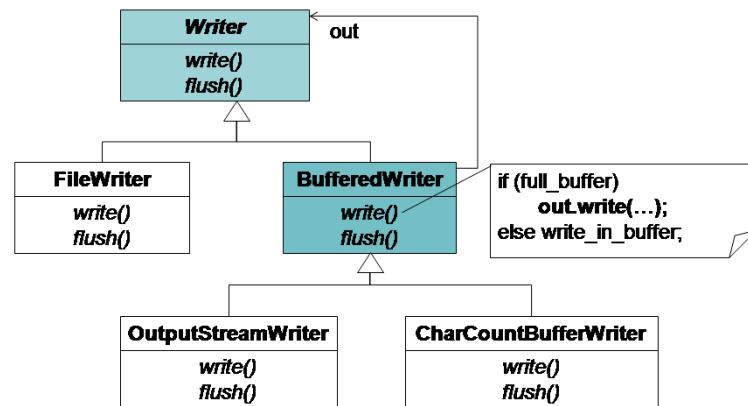 Writer
out
write()
flush()
FileWriter
write()
flush()
BufferedWriter
write()
flush()
if (full_buffer)
out.write(…);
else write_in_buffer;
OutputStreamWriter
write()
flush()
CharCountBufferWriter
write()
flush()